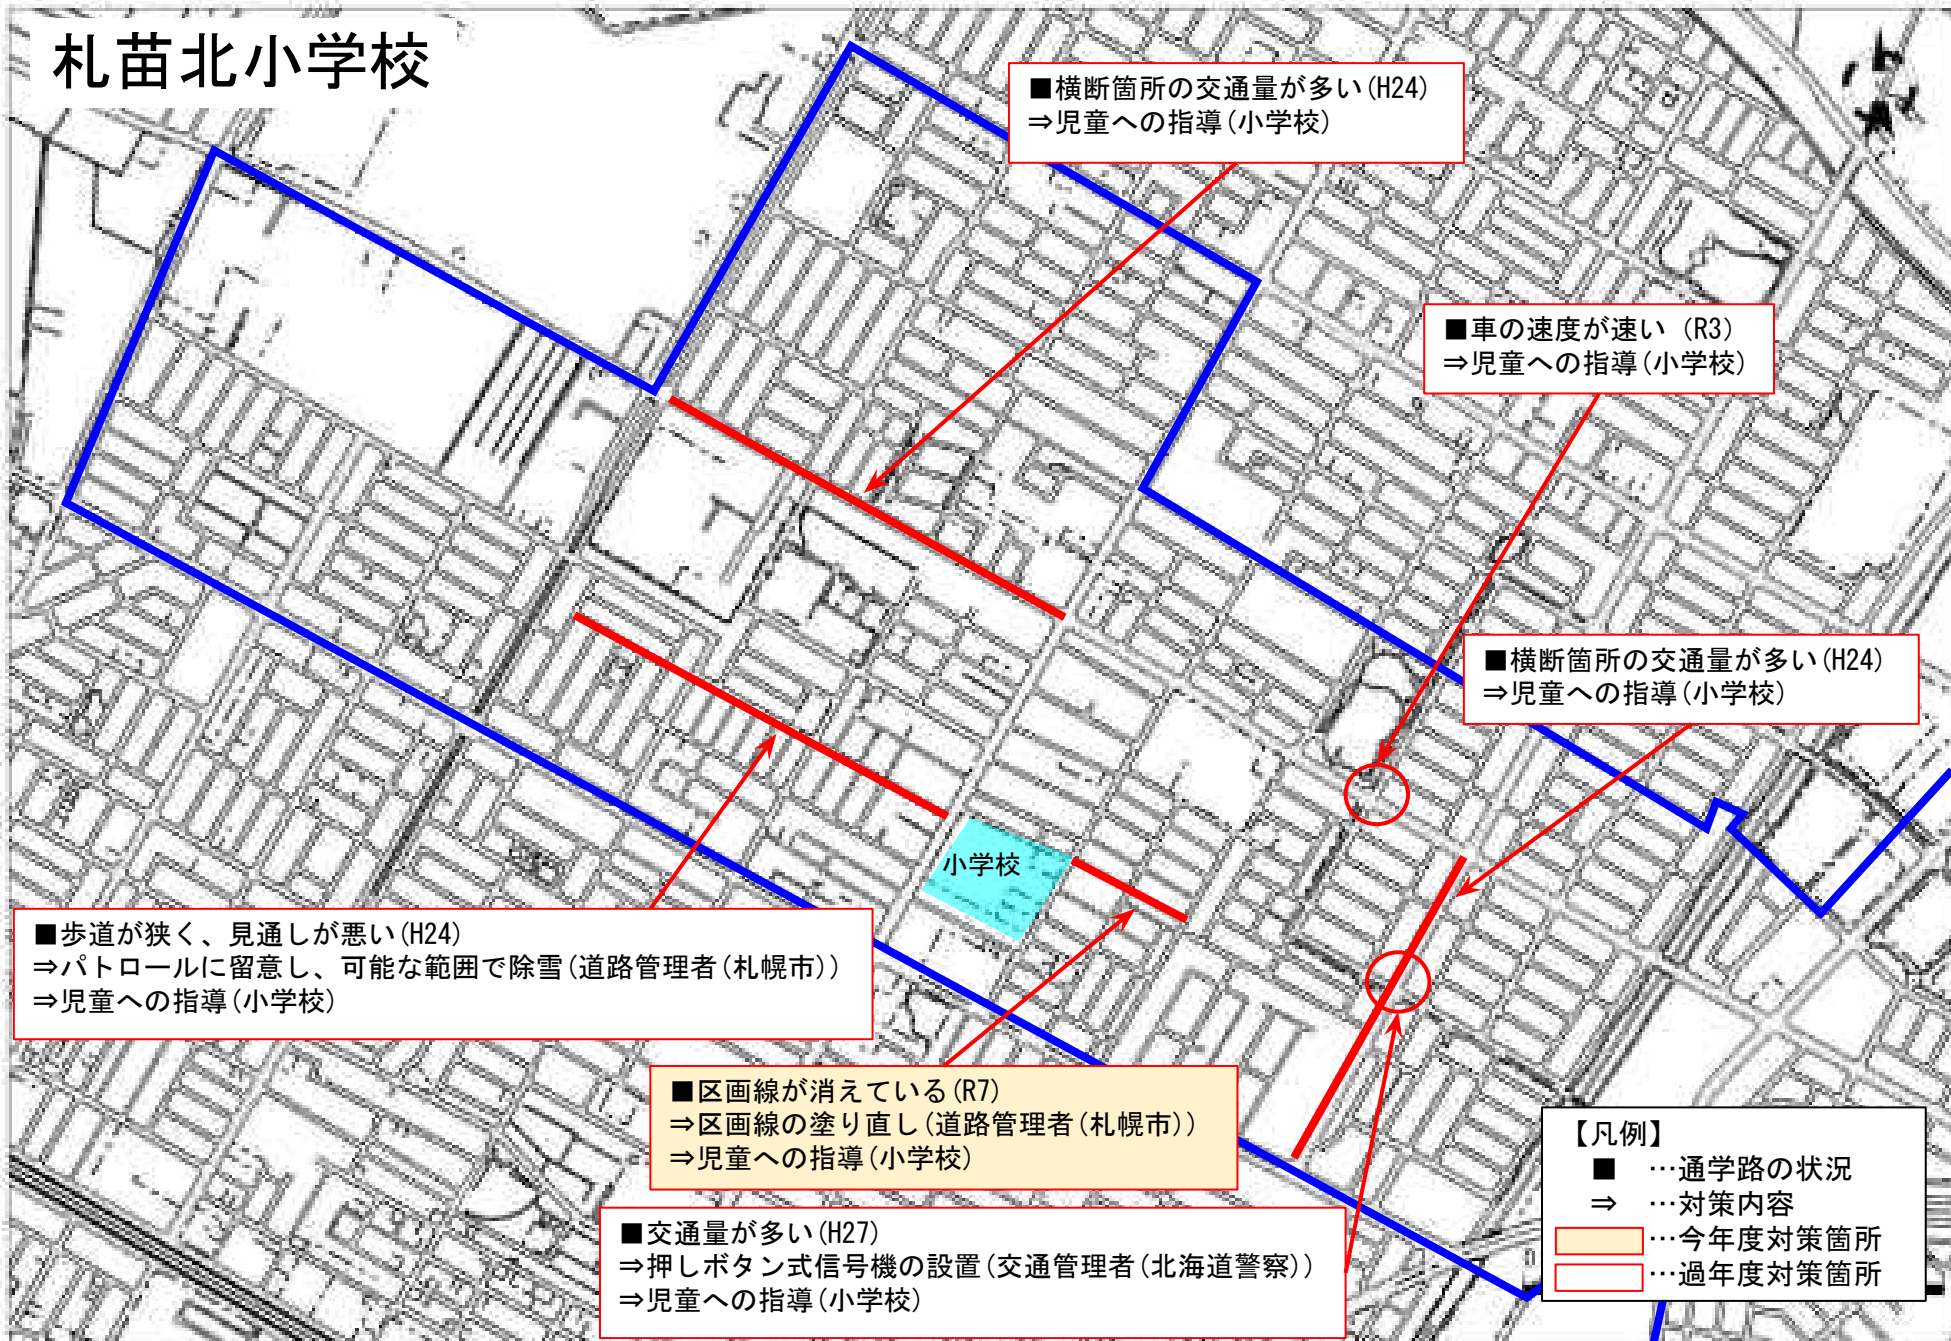 札苗北小学校
■横断箇所の交通量が多い(H24)
⇒児童への指導(小学校)
■車の速度が速い（R3）
⇒児童への指導(小学校)
■横断箇所の交通量が多い(H24)
⇒児童への指導(小学校)
小学校
■歩道が狭く、見通しが悪い(H24)
⇒パトロールに留意し、可能な範囲で除雪(道路管理者(札幌市))
⇒児童への指導(小学校)
■区画線が消えている(R7)
⇒区画線の塗り直し(道路管理者(札幌市))
⇒児童への指導(小学校)
■交通量が多い(H27)
⇒押しボタン式信号機の設置(交通管理者(北海道警察))
⇒児童への指導(小学校)
【凡例】
■ …通学路の状況
⇒ …対策内容
…今年度対策箇所
…過年度対策箇所